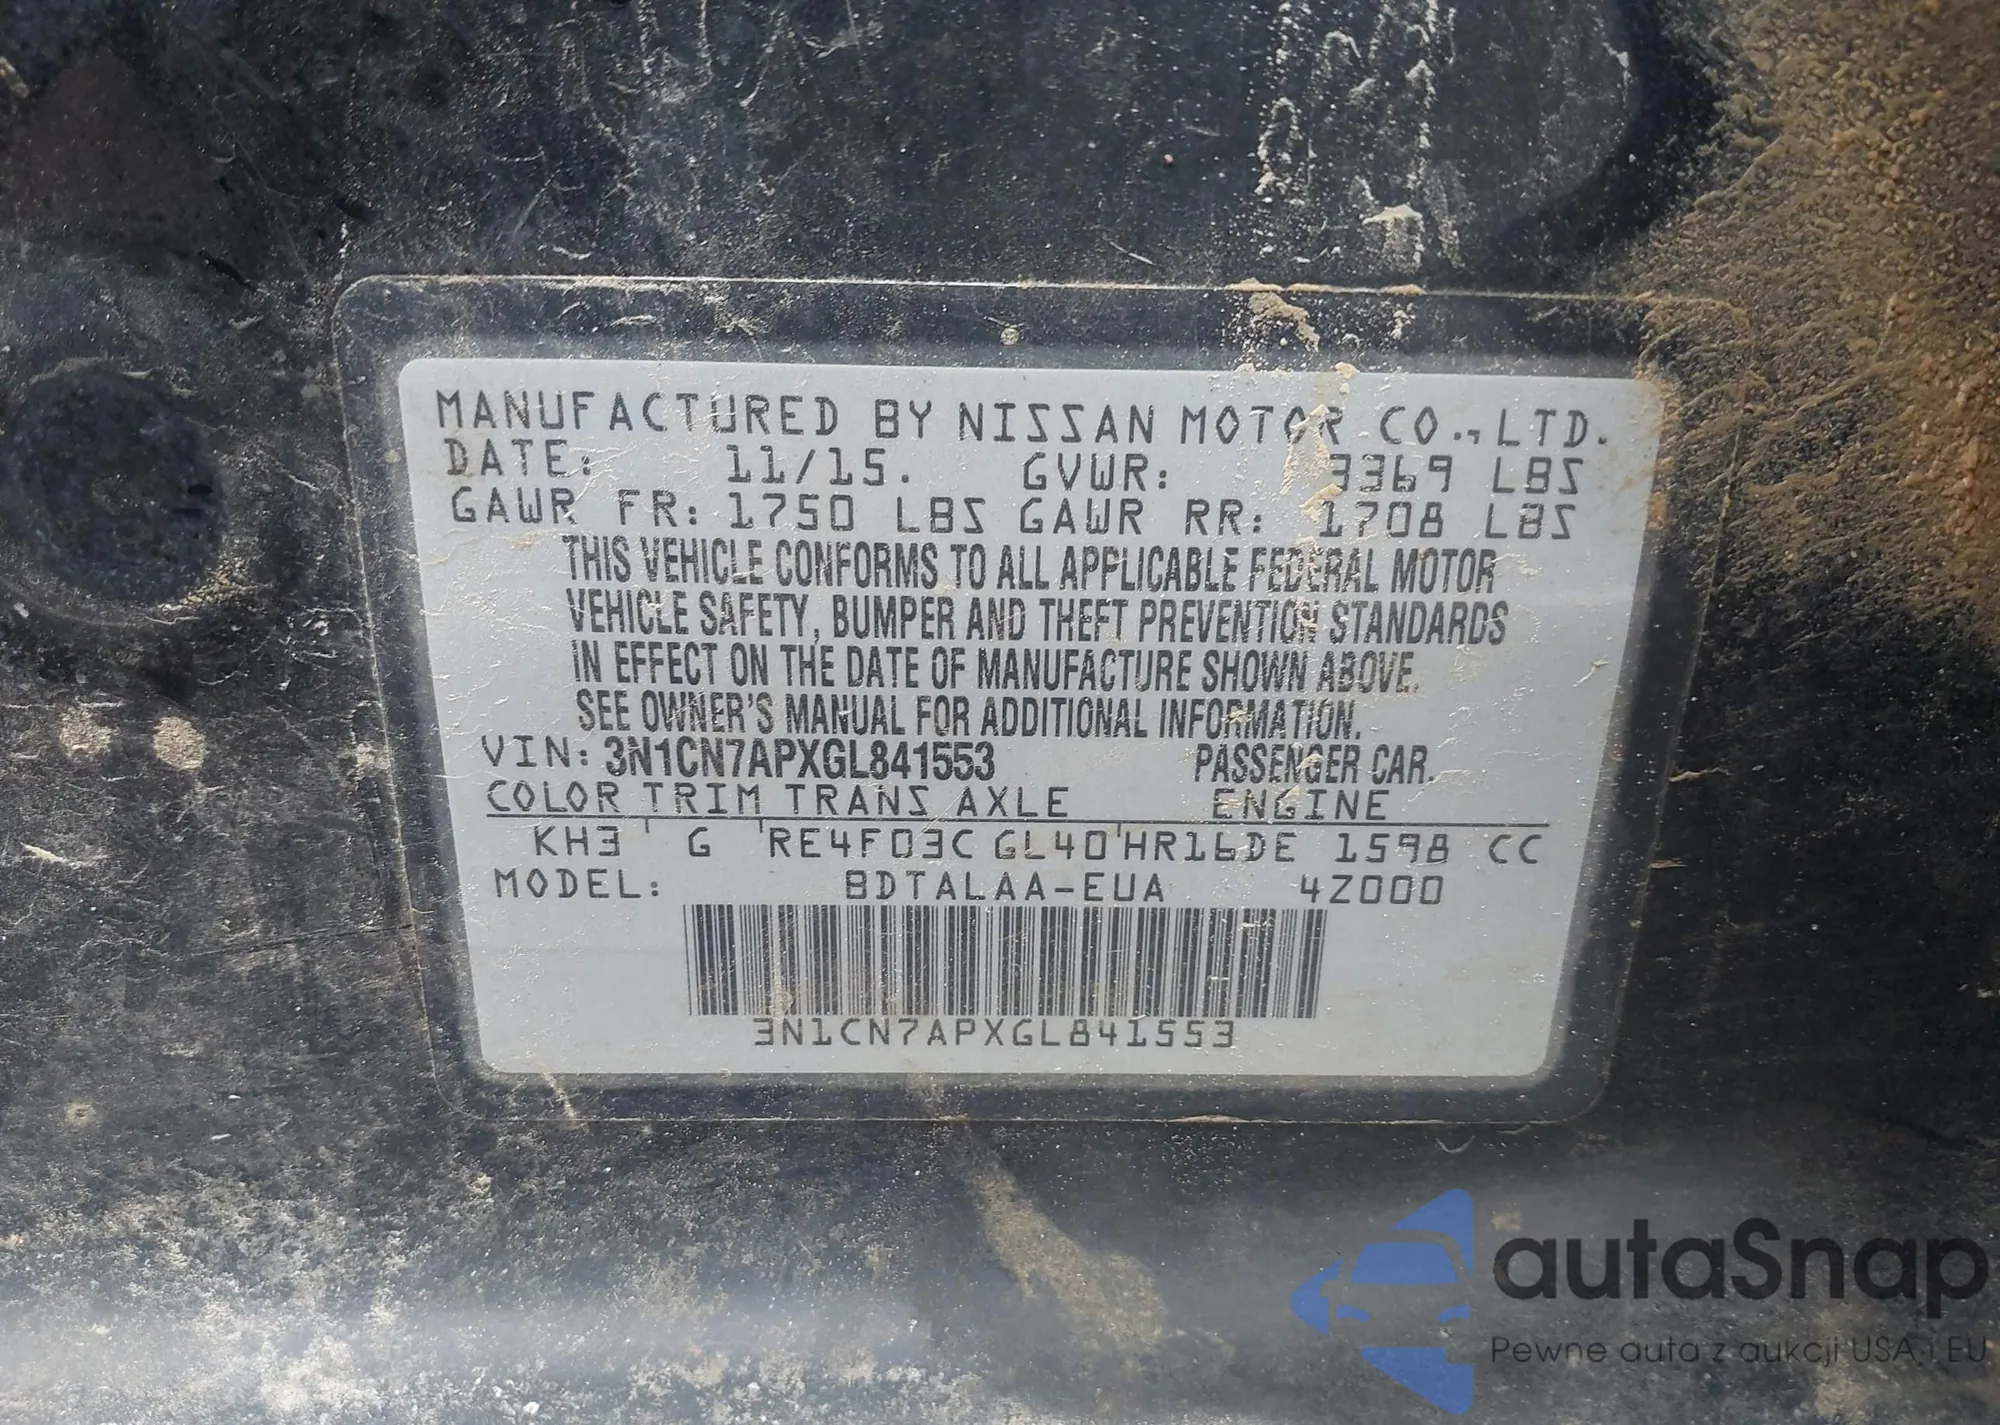 MANUFACTURED BY NISSAN MOTOR CO., LTD.
DATE: 11/15. GVWR: 3369 LBS
GAWR FR: 1750 LBS GAWR RR: 1708 LBS
THIS VEHICLE CONFORMS TO ALL APPLICABLE FEDERAL MOTOR
VEHICLE SAFETY, BUMPER AND THEFT PREVENTION STANDARDS
IN EFFECT ON THE DATE OF MANUFACTURE SHOWN ABOVE.
SEE OWNER'S MANUAL FOR ADDITIONAL INFORMATION.
VIN: 3N1CN7APXGL841553 PASSENGER CAR.
COLOR TRIM TRANS AXLE ENGINE
KH3 G RE4F03C GL40 HR16DE 1598 CC
MODEL: BDTALAA-EUA 4Z000
3N1CN7APXGL841553
autaSnap
Pewne auta z aukcji USA i EU